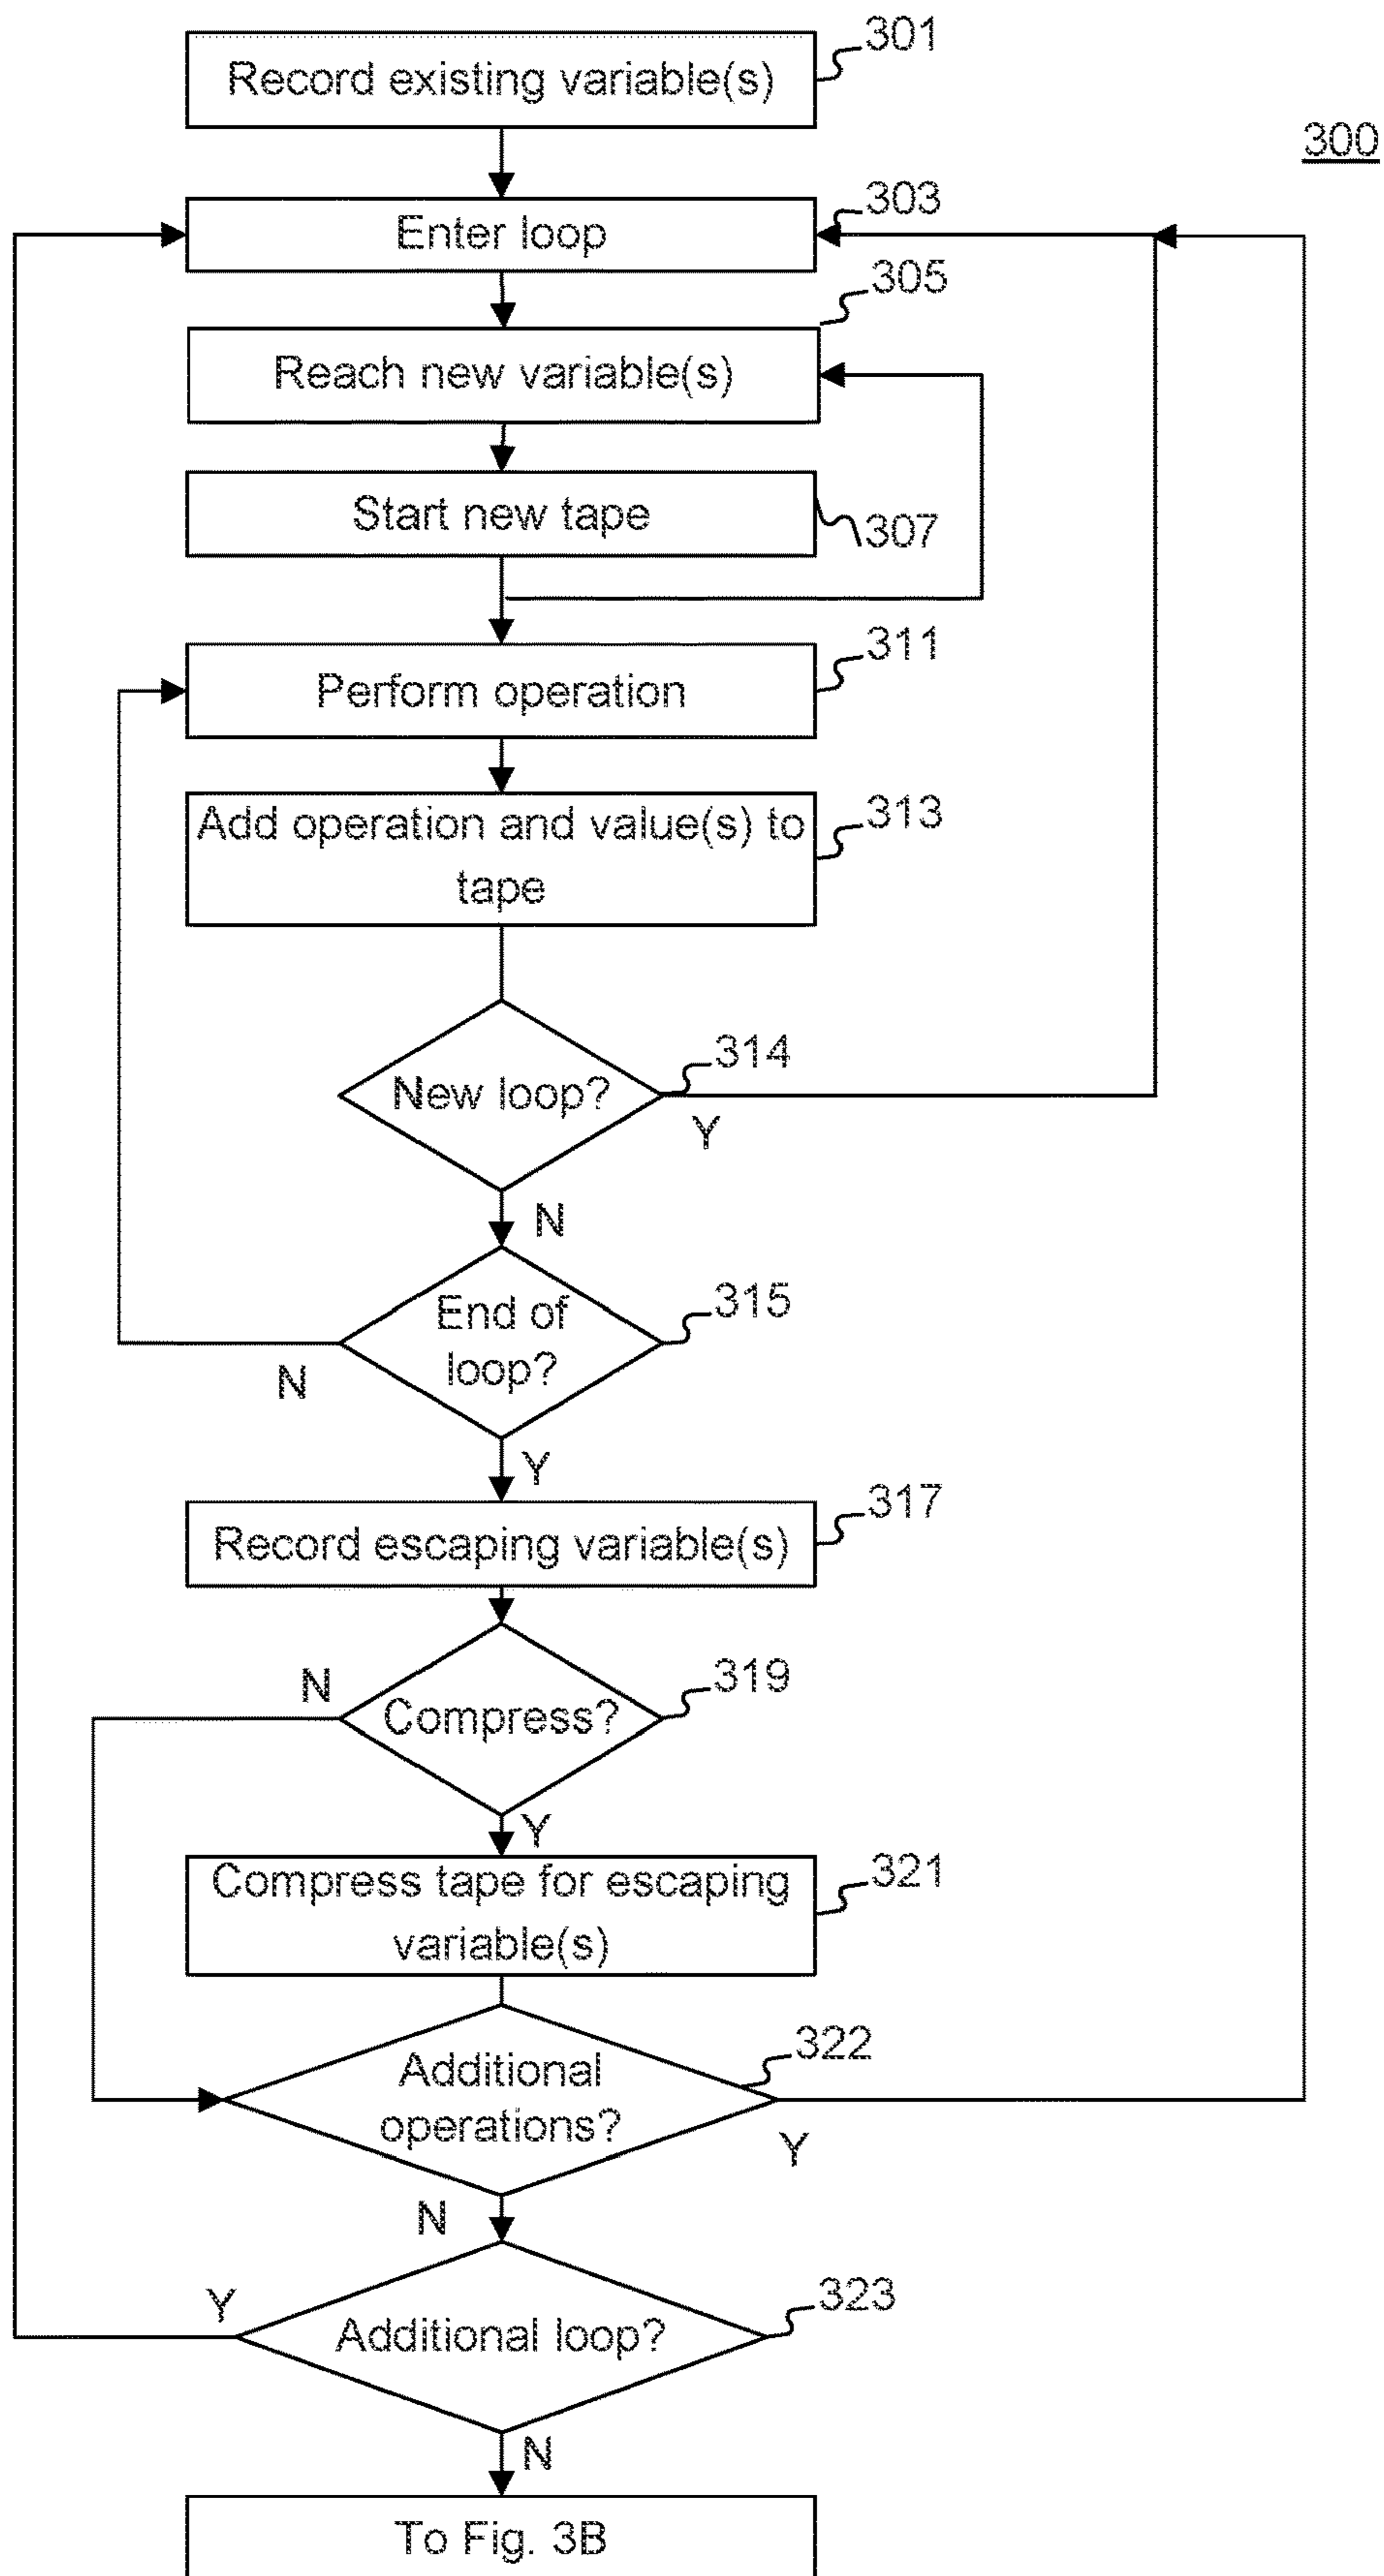 301
Record existing variable(s)
300
303
Enter loop
305
Reach new variable(s)
Start new tape
307
311
Perform operation
313
Add operation and value(s) to
tape
314
New loop?
Y
N
315
End of
loop?
N
Y
317
Record escaping variable(s)
319
N
Compress?
Y
321
Compress tape for escaping
variable(s)
322
Additional
operations?
Y
N
323
Y
Additional loop?
N
To Fig. 3B